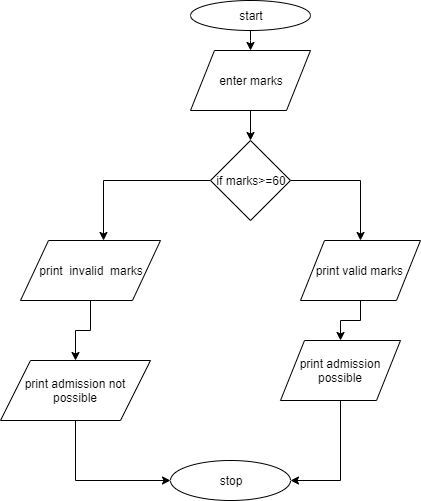 start
enter marks
if marks>=60
print  invalid  marks
print valid marks
print admission not
possible
print admission
possible
stop